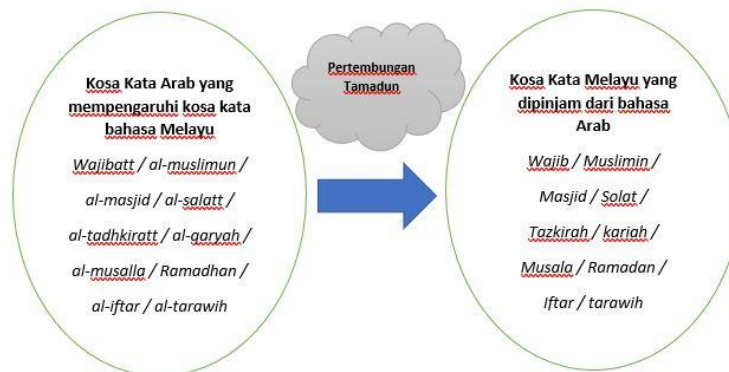 Kosa Kata Arab yang
mempengaruhi kosa kata
bahasa Melayu
Wajibatt / al-muslimun /
al-masjid / al-salatt /
al-tadhkiratt / al-qaryah /
al-musalla / Ramadhan /
al-iftar / al-tarawih
Pertembungan
Tamadun
Kosa Kata Melayu yang
dipinjam dari bahasa
Arab
Wajib / Muslimin /
Masjid / Solat /
Tazkirah / kariah /
Musala / Ramadan /
Iftar / tarawih